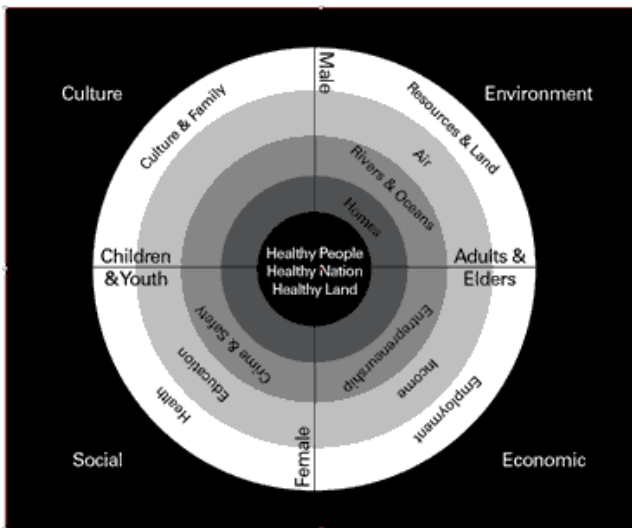 Culture
Environment
Male
Culture & Family
Resources & Land
Air
Rivers & Oceans
Homes
Healthy People
Healthy Nation
Healthy Land
Children
& Youth
Adults &
Elders
Crime & Safety
Education
Health
Entrepreneurship
Income
Employment
Female
Social
Economic